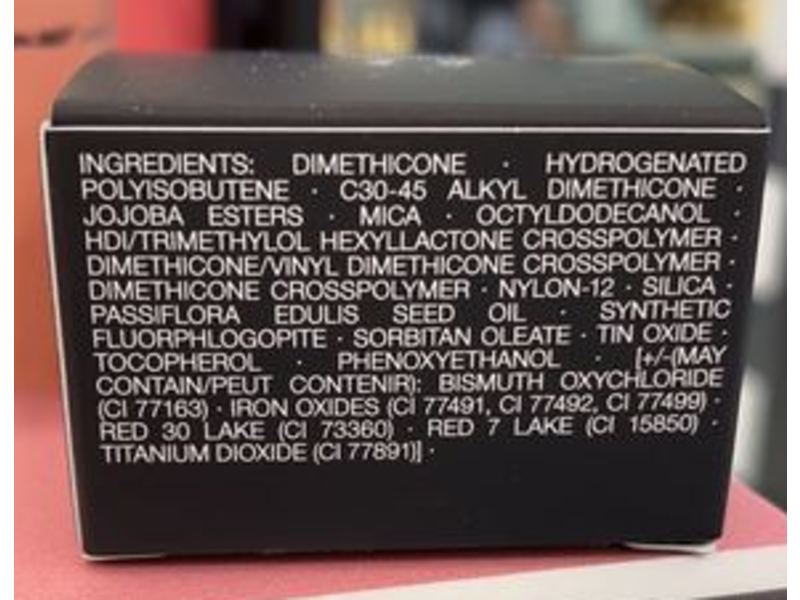 INGREDIENTS: DIMETHICONE · HYDROGENATED
POLYISOBUTENE · C30-45 ALKYL DIMETHICONE ·
JOJOBA ESTERS · MICA · OCTYLDODECANOL ·
HDI/TRIMETHYLOL HEXYLLACTONE CROSSPOLYMER ·
DIMETHICONE/VINYL DIMETHICONE CROSSPOLYMER ·
DIMETHICONE CROSSPOLYMER · NYLON-12 · SILICA ·
PASSIFLORA EDULIS SEED OIL · SYNTHETIC
FLUORPHLOGOPITE · SORBITAN OLEATE · TIN OXIDE ·
TOCOPHEROL · PHENOXYETHANOL · [+/-(MAY
CONTAIN/PEUT CONTENIR): BISMUTH OXYCHLORIDE
(CI 77163) · IRON OXIDES (CI 77491, CI 77492, CI 77499) ·
RED 30 LAKE (CI 73360) · RED 7 LAKE (CI 15850) ·
TITANIUM DIOXIDE (CI 77891)] ·